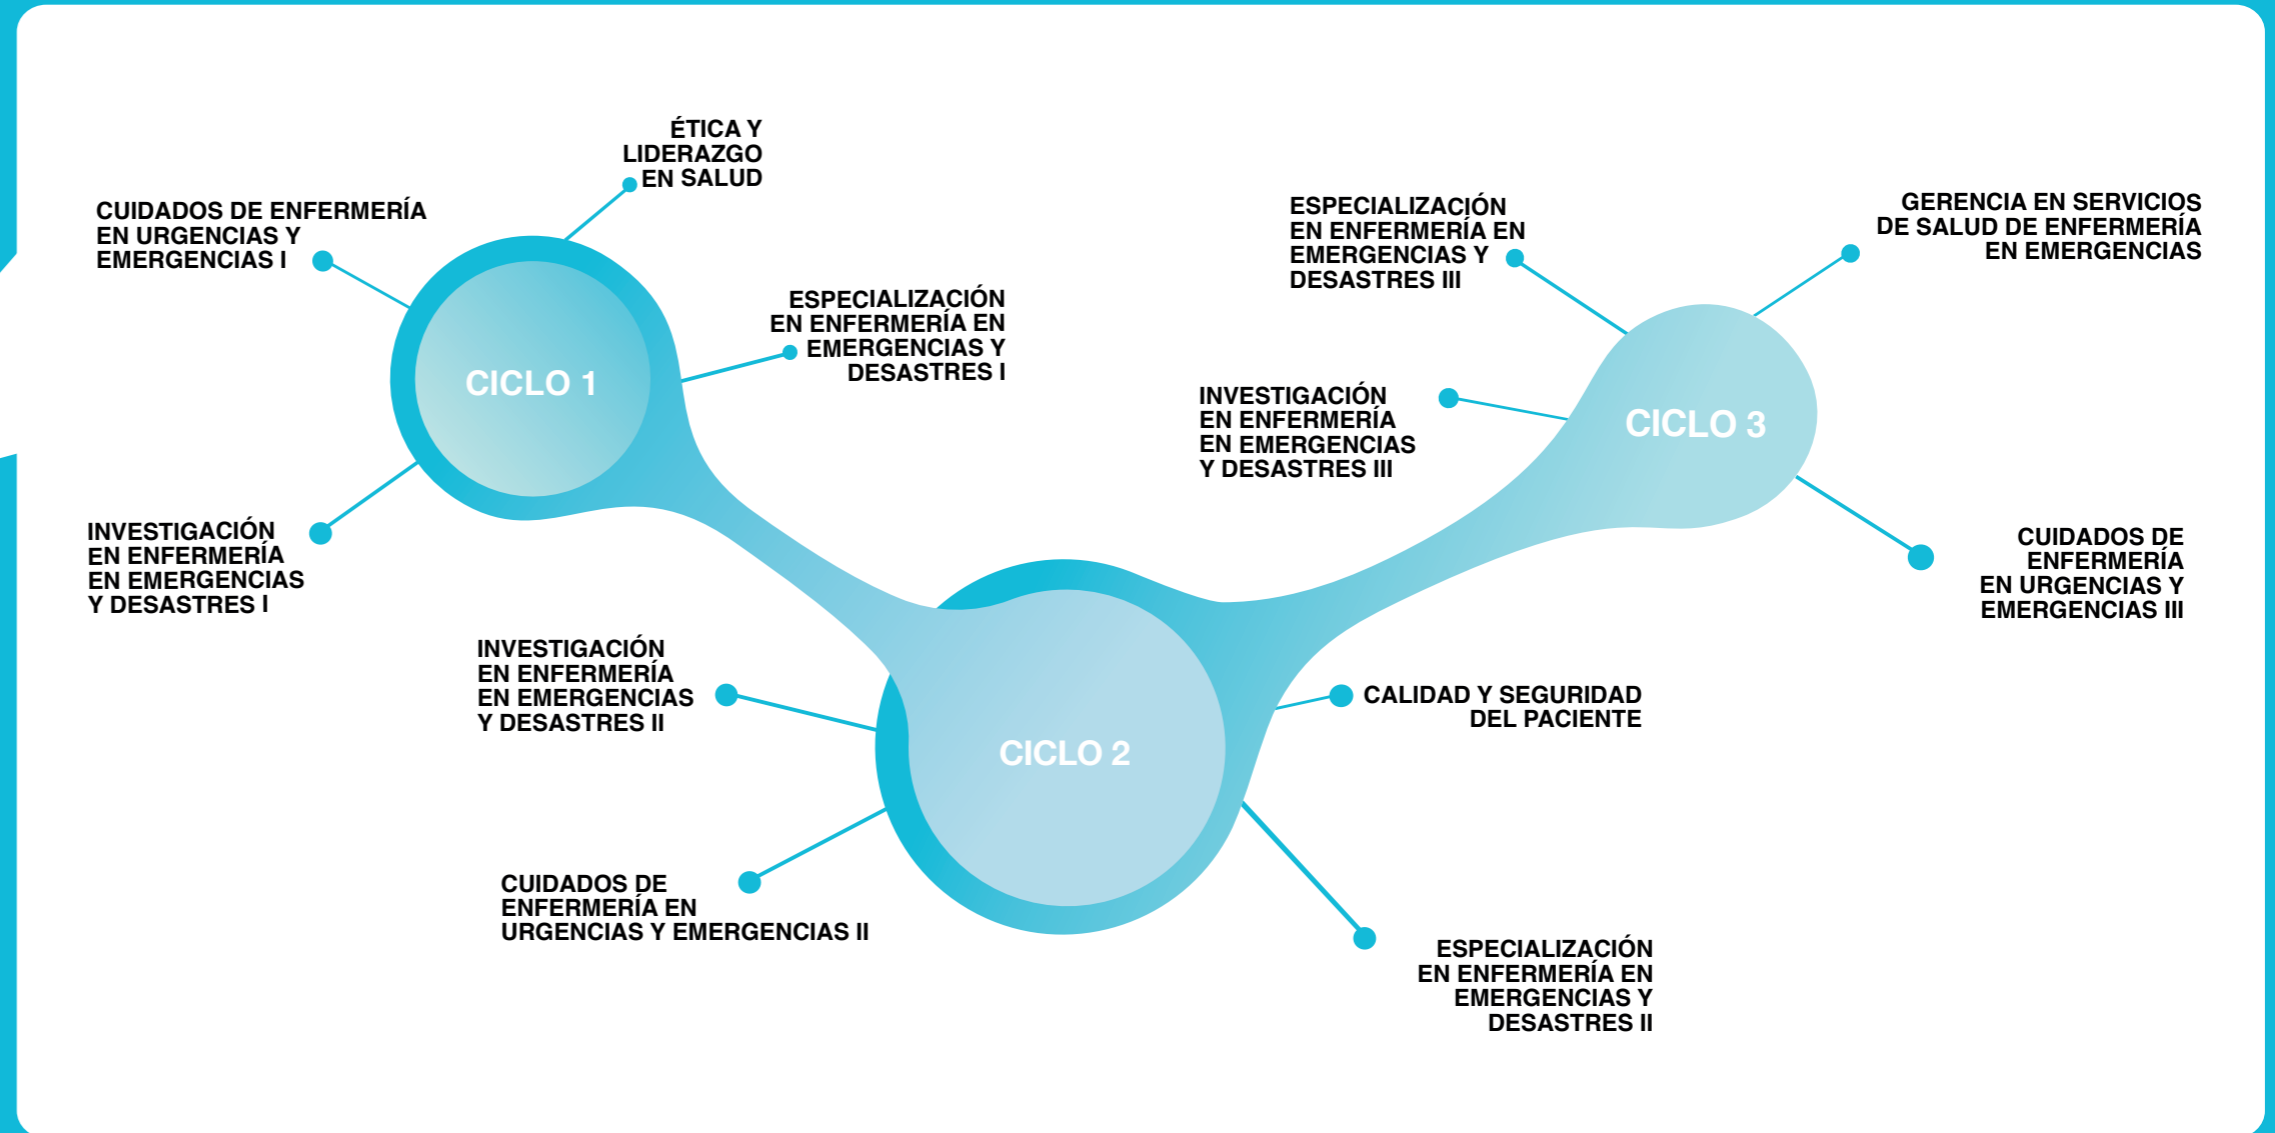 ÉTICA Y
LIDERAZGO
EN SALUD
CUIDADOS DE ENFERMERÍA
EN URGENCIAS Y
EMERGENCIAS I
ESPECIALIZACIÓN
EN ENFERMERÍA EN
EMERGENCIAS Y
DESASTRES I
CICLO 1
INVESTIGACIÓN
EN ENFERMERÍA
EN EMERGENCIAS
Y DESASTRES I
INVESTIGACIÓN
EN ENFERMERÍA
EN EMERGENCIAS
Y DESASTRES II
CICLO 2
CUIDADOS DE
ENFERMERÍA EN
URGENCIAS Y EMERGENCIAS II
CALIDAD Y SEGURIDAD
DEL PACIENTE
ESPECIALIZACIÓN
EN ENFERMERÍA EN
EMERGENCIAS Y
DESASTRES II
ESPECIALIZACIÓN
EN ENFERMERÍA EN
EMERGENCIAS Y
DESASTRES III
GERENCIA EN SERVICIOS
DE SALUD DE ENFERMERÍA
EN EMERGENCIAS
INVESTIGACIÓN
EN ENFERMERÍA
EN EMERGENCIAS
Y DESASTRES III
CICLO 3
CUIDADOS DE
ENFERMERÍA
EN URGENCIAS Y
EMERGENCIAS III